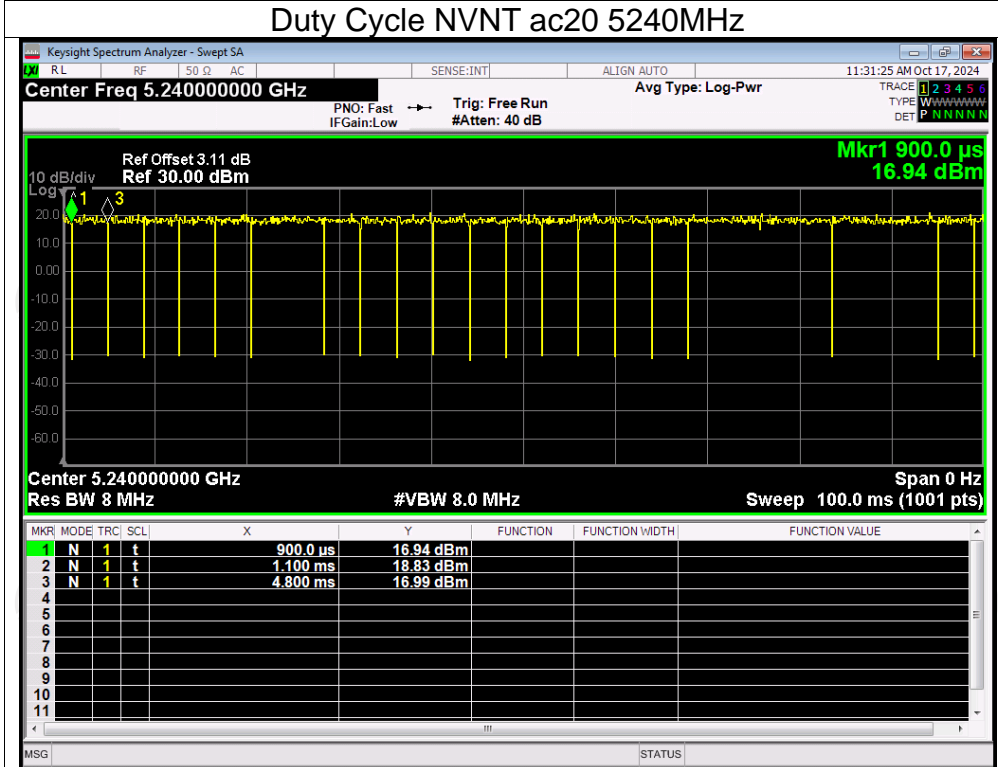 Duty Cycle NVNT ac20 5240MHz
Keysight Spectrum Analyzer - Swept SA
LXI RL RF 50 Ω AC SENSE:INT ALIGN AUTO 11:31:25 AM Oct 17, 2024
Center Freq 5.240000000 GHz Avg Type: Log-Pwr TRACE 1 2 3 4 5 6
PNO: Fast Trig: Free Run TYPE WWWWWW
IFGain:Low #Atten: 40 dB DET P N N N N N
Mkr1 900.0 µs
Ref Offset 3.11 dB
10 dB/div Ref 30.00 dBm 16.94 dBm
Log
1 3
20.0
10.0
0.00
-10.0
-20.0
-30.0
-40.0
-50.0
-60.0
Center 5.240000000 GHz Span 0 Hz
Res BW 8 MHz #VBW 8.0 MHz Sweep 100.0 ms (1001 pts)
MKR MODE TRC SCL X Y FUNCTION FUNCTION WIDTH FUNCTION VALUE
1 N 1 t 900.0 µs 16.94 dBm
2 N 1 t 1.100 ms 18.83 dBm
3 N 1 t 4.800 ms 16.99 dBm
4
5
6
7
8
9
10
11
MSG STATUS